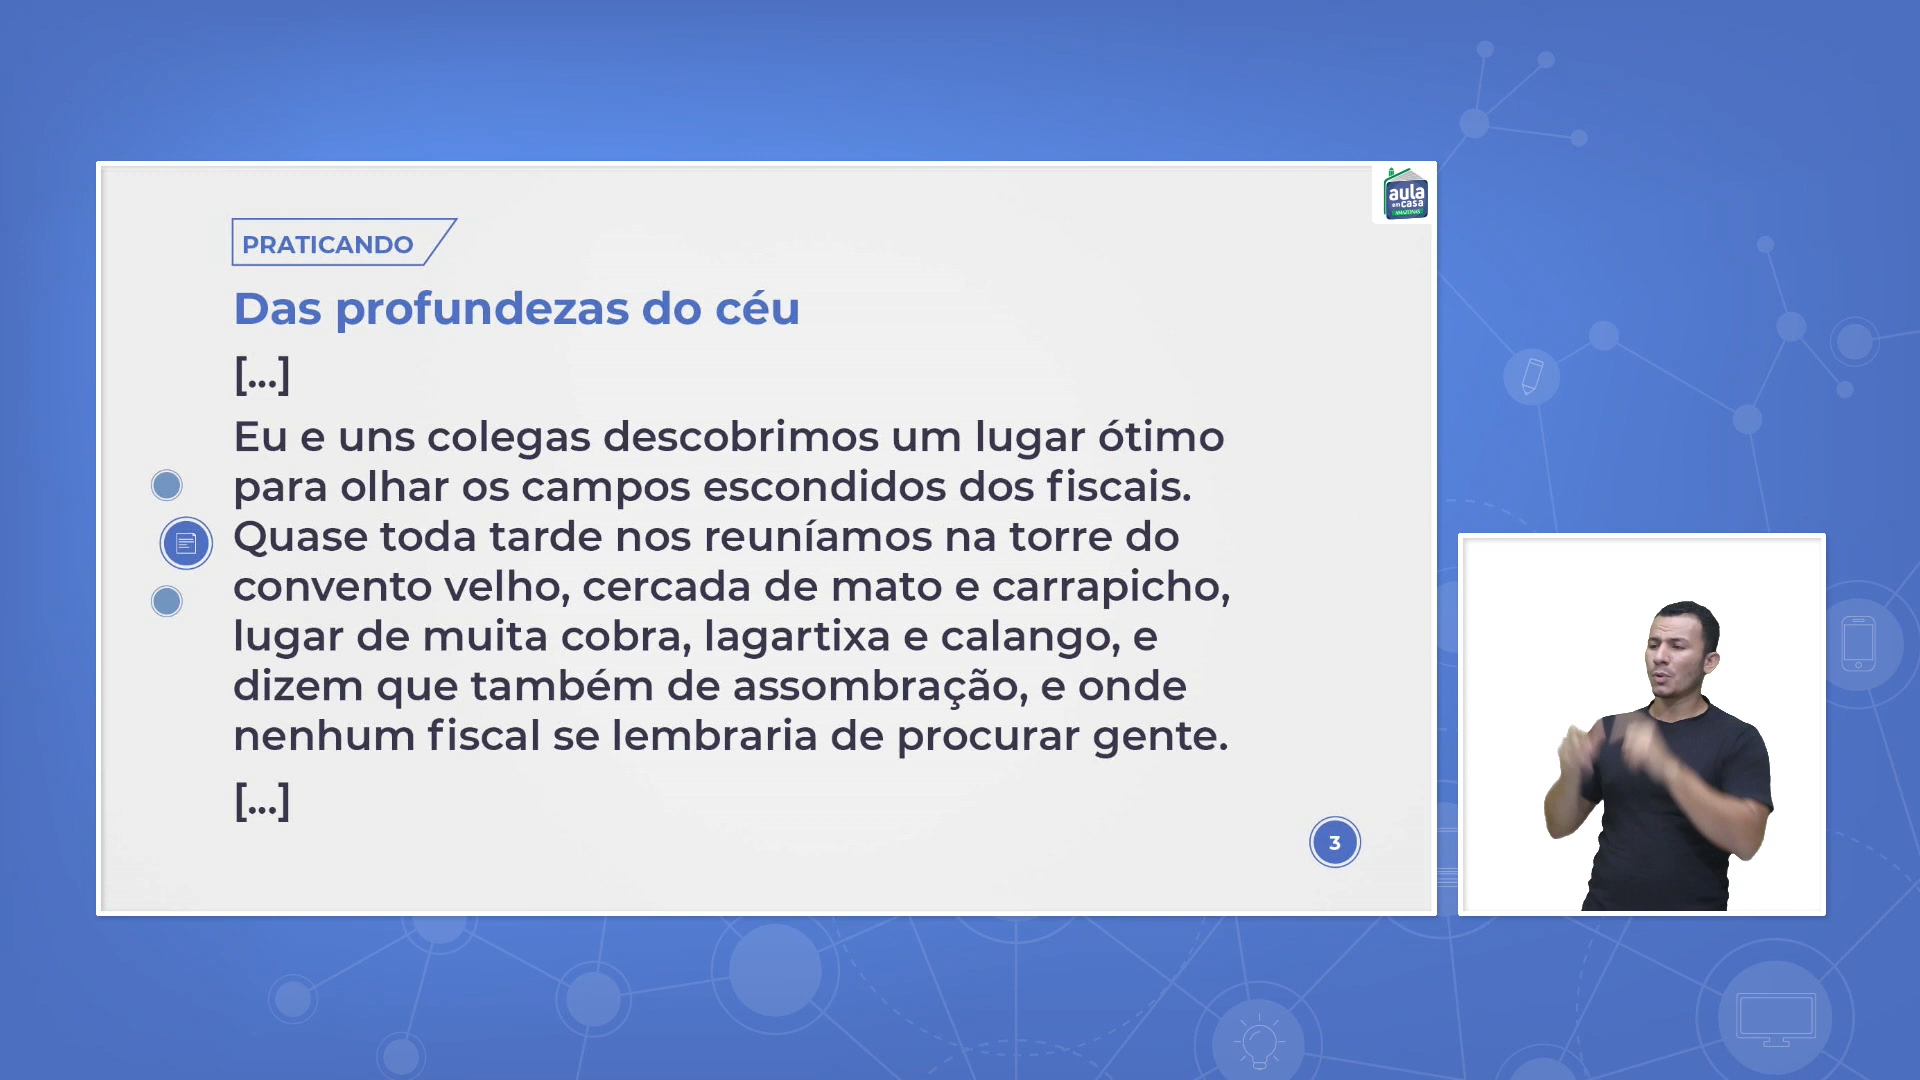 aula
em casa
AMAZONAS
PRATICANDO
Das profundezas do céu
[...]
Eu e uns colegas descobrimos um lugar ótimo
para olhar os campos escondidos dos fiscais.
Quase toda tarde nos reuníamos na torre do
convento velho, cercada de mato e carrapicho,
lugar de muita cobra, lagartixa e calango, e
dizem que também de assombração, e onde
nenhum fiscal se lembraria de procurar gente.
[...]
3